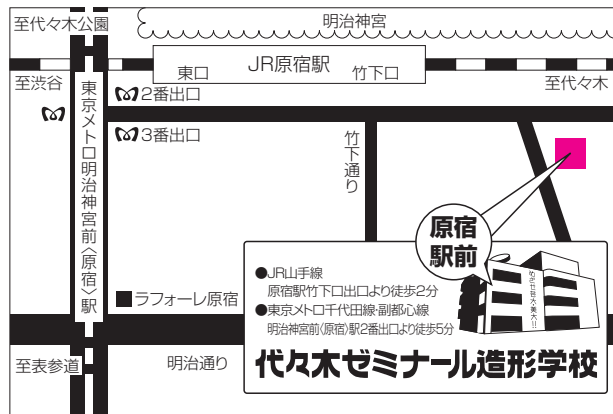 至代々木公園
明治神宮
JR原宿駅
東口
竹下口
至渋谷
至代々木
2番出口
3番出口
東京メトロ明治神宮前〈原宿〉駅
竹下通り
原宿
駅前
めざせ芸大美大!!
●JR山手線
原宿駅竹下口出口より徒歩2分
●東京メトロ千代田線・副都心線
明治神宮前〈原宿〉駅2番出口より徒歩5分
代々木ゼミナール造形学校
ラフォーレ原宿
至表参道
明治通り